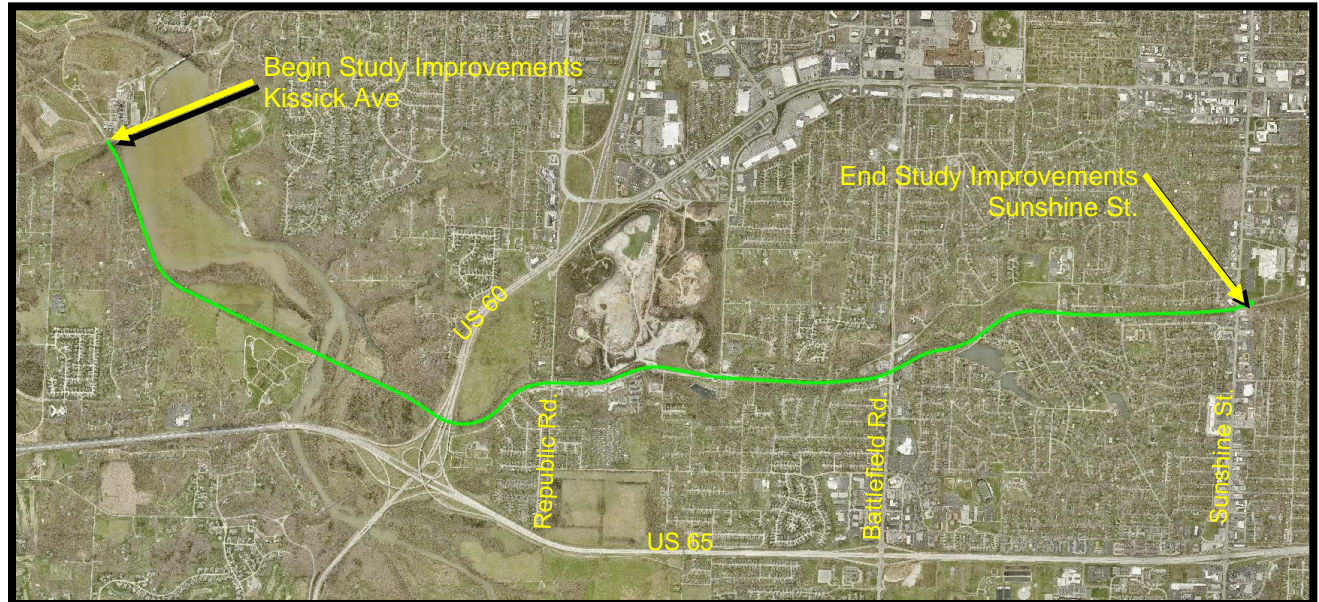 Begin Study Improvements
Kissick Ave
End Study Improvements
Sunshine St.
US 60
Republic Rd.
Battlefield Rd.
Sunshine St.
US 65